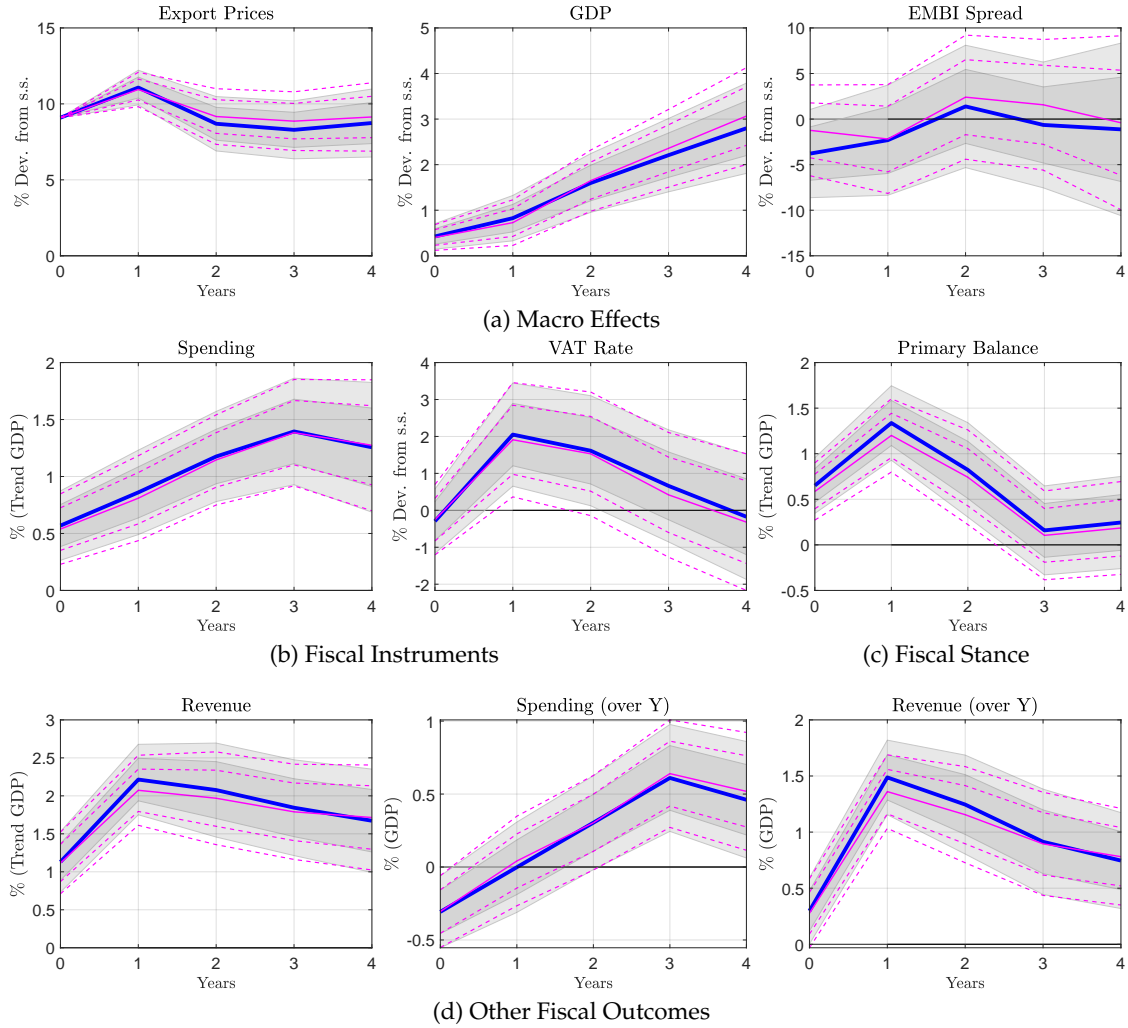 Export Prices
GDP
EMBI Spread
% Dev. from s.s.
15
10
5
0
0 1 2 3 4
Years
% Dev. from s.s.
5
4
3
2
1
0
0 1 2 3 4
Years
% Dev. from s.s.
10
5
0
-5
-10
-15
0 1 2 3 4
Years
(a) Macro Effects
Spending
VAT Rate
Primary Balance
% (Trend GDP)
2
1.5
1
0.5
0
0 1 2 3 4
Years
% Dev. from s.s.
4
3
2
1
0
-1
-2
0 1 2 3 4
Years
% (Trend GDP)
2
1.5
1
0.5
0
-0.5
0 1 2 3 4
Years
(b) Fiscal Instruments
(c) Fiscal Stance
Revenue
Spending (over Y)
Revenue (over Y)
% (Trend GDP)
3
2.5
2
1.5
1
0.5
0
0 1 2 3 4
Years
% (GDP)
1
0.5
0
-0.5
0 1 2 3 4
Years
% (GDP)
2
1.5
1
0.5
0
0 1 2 3 4
Years
(d) Other Fiscal Outcomes